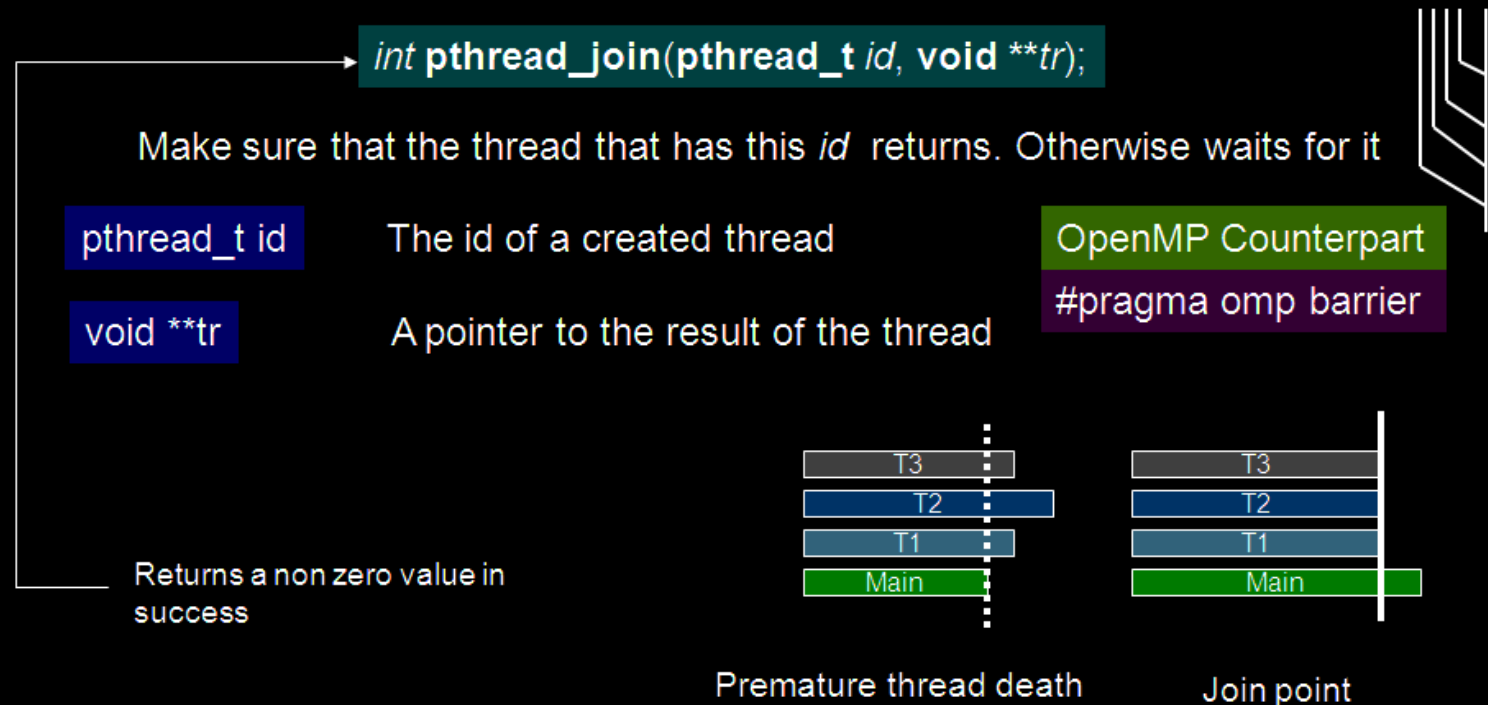 int pthread_join(pthread_t id, void **tr);
Make sure that the thread that has this id returns. Otherwise waits for it
pthread_t id
The id of a created thread
OpenMP Counterpart
#pragma omp barrier
void **tr
A pointer to the result of the thread
T3
T2
T1
Main
T3
T2
T1
Main
Returns a non zero value in
success
Premature thread death
Join point